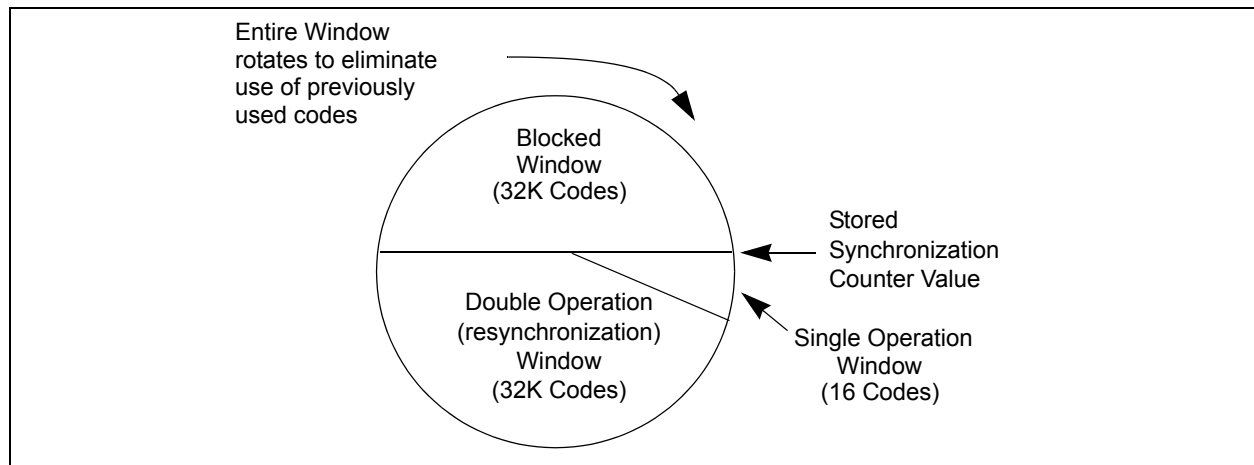 Entire Window
rotates to eliminate
use of previously
used codes
Blocked
Window
(32K Codes)
Stored
Synchronization
Counter Value
Double Operation
(resynchronization)
Window
(32K Codes)
Single Operation
Window
(16 Codes)